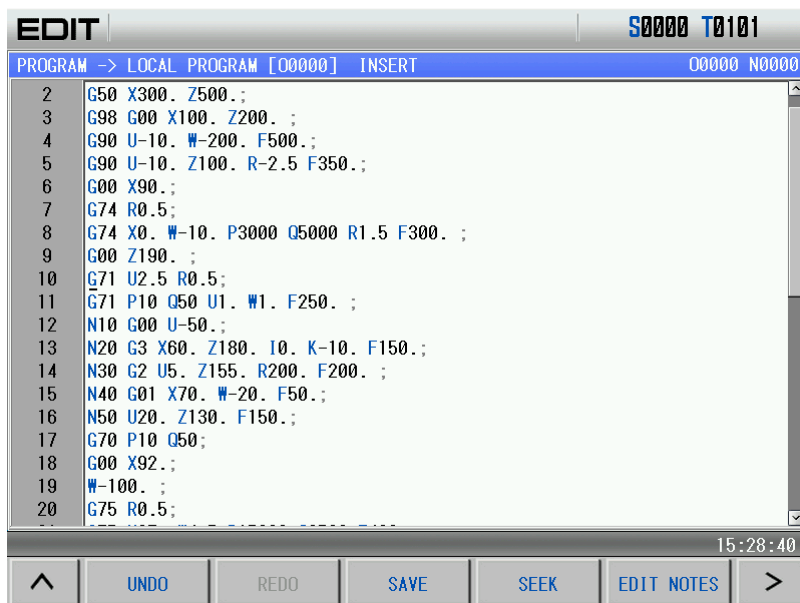 EDIT
S0000 T0101
PROGRAM -> LOCAL PROGRAM [O0000] INSERT O0000 N0000
2 G50 X300. Z500.;
3 G98 G00 X100. Z200. ;
4 G90 U-10. W-200. F500.;
5 G90 U-10. Z100. R-2.5 F350.;
6 G00 X90.;
7 G74 R0.5;
8 G74 X0. W-10. P3000 Q5000 R1.5 F300. ;
9 G00 Z190. ;
10 G71 U2.5 R0.5;
11 G71 P10 Q50 U1. W1. F250. ;
12 N10 G00 U-50.;
13 N20 G3 X60. Z180. I0. K-10. F150.;
14 N30 G2 U5. Z155. R200. F200. ;
15 N40 G01 X70. W-20. F50.;
16 N50 U20. Z130. F150.;
17 G70 P10 Q50;
18 G00 X92.;
19 W-100. ;
20 G75 R0.5;
15:28:40
UNDO REDO SAVE SEEK EDIT NOTES >